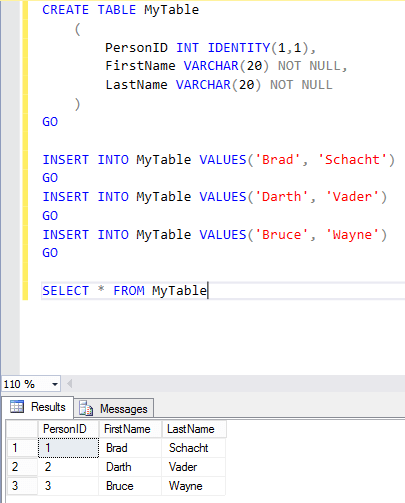 CREATE TABLE MyTable
(
PersonID INT IDENTITY(1,1),
FirstName VARCHAR(20) NOT NULL,
LastName VARCHAR(20) NOT NULL
)
GO
INSERT INTO MyTable VALUES('Brad', 'Schacht')
GO
INSERT INTO MyTable VALUES('Darth', 'Vader')
GO
INSERT INTO MyTable VALUES('Bruce', 'Wayne')
GO
SELECT * FROM MyTable
110 %
Results Messages
PersonID FirstName LastName
1 1 Brad Schacht
2 2 Darth Vader
3 3 Bruce Wayne